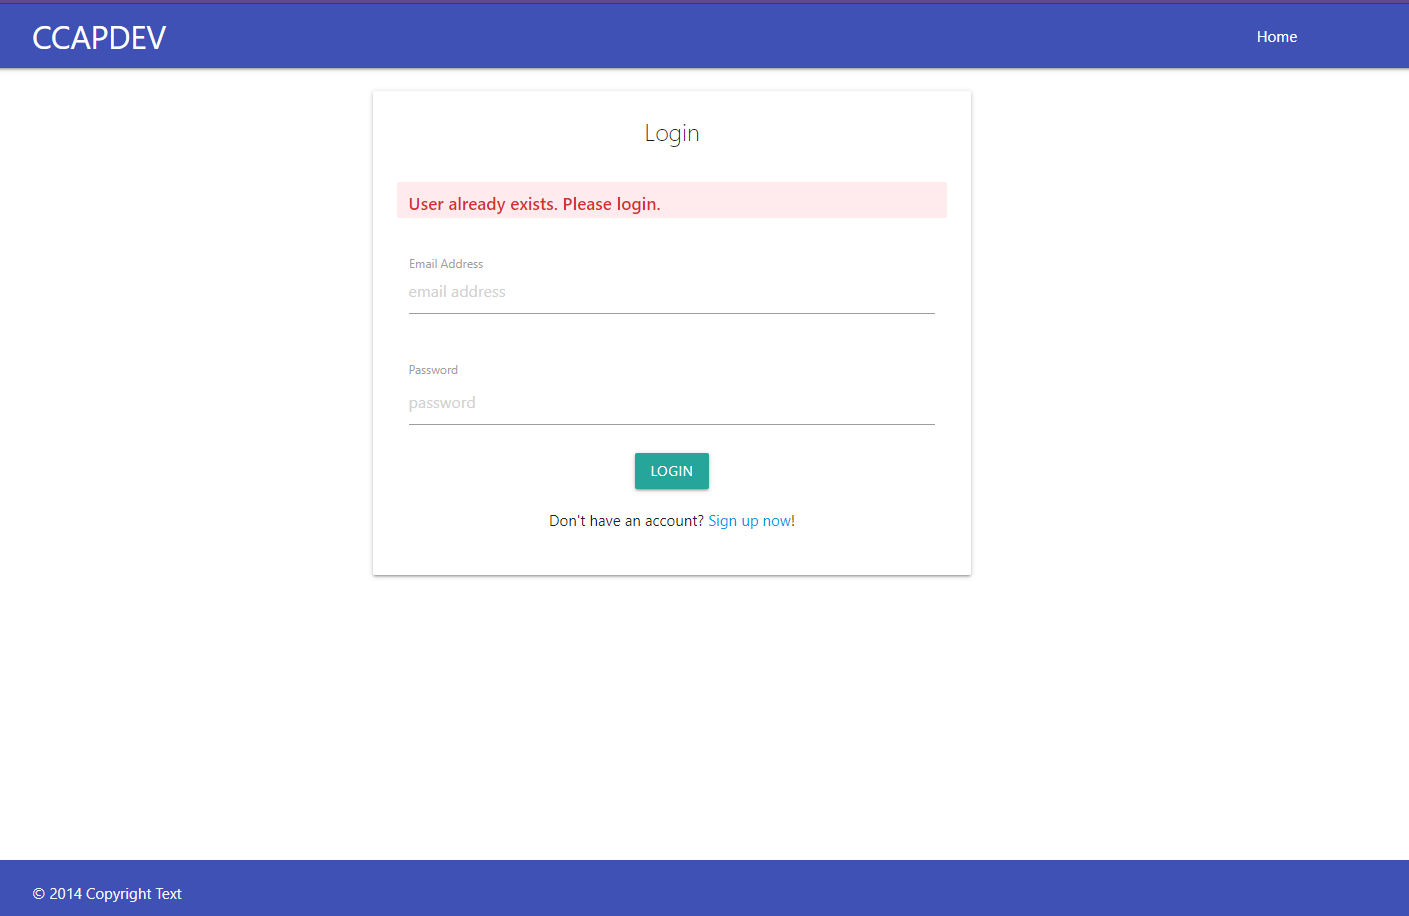 CCAPDEV
Home
Login
User already exists. Please login.
Email Address
email address
Password
password
LOGIN
Don't have an account? Sign up now!
© 2014 Copyright Text